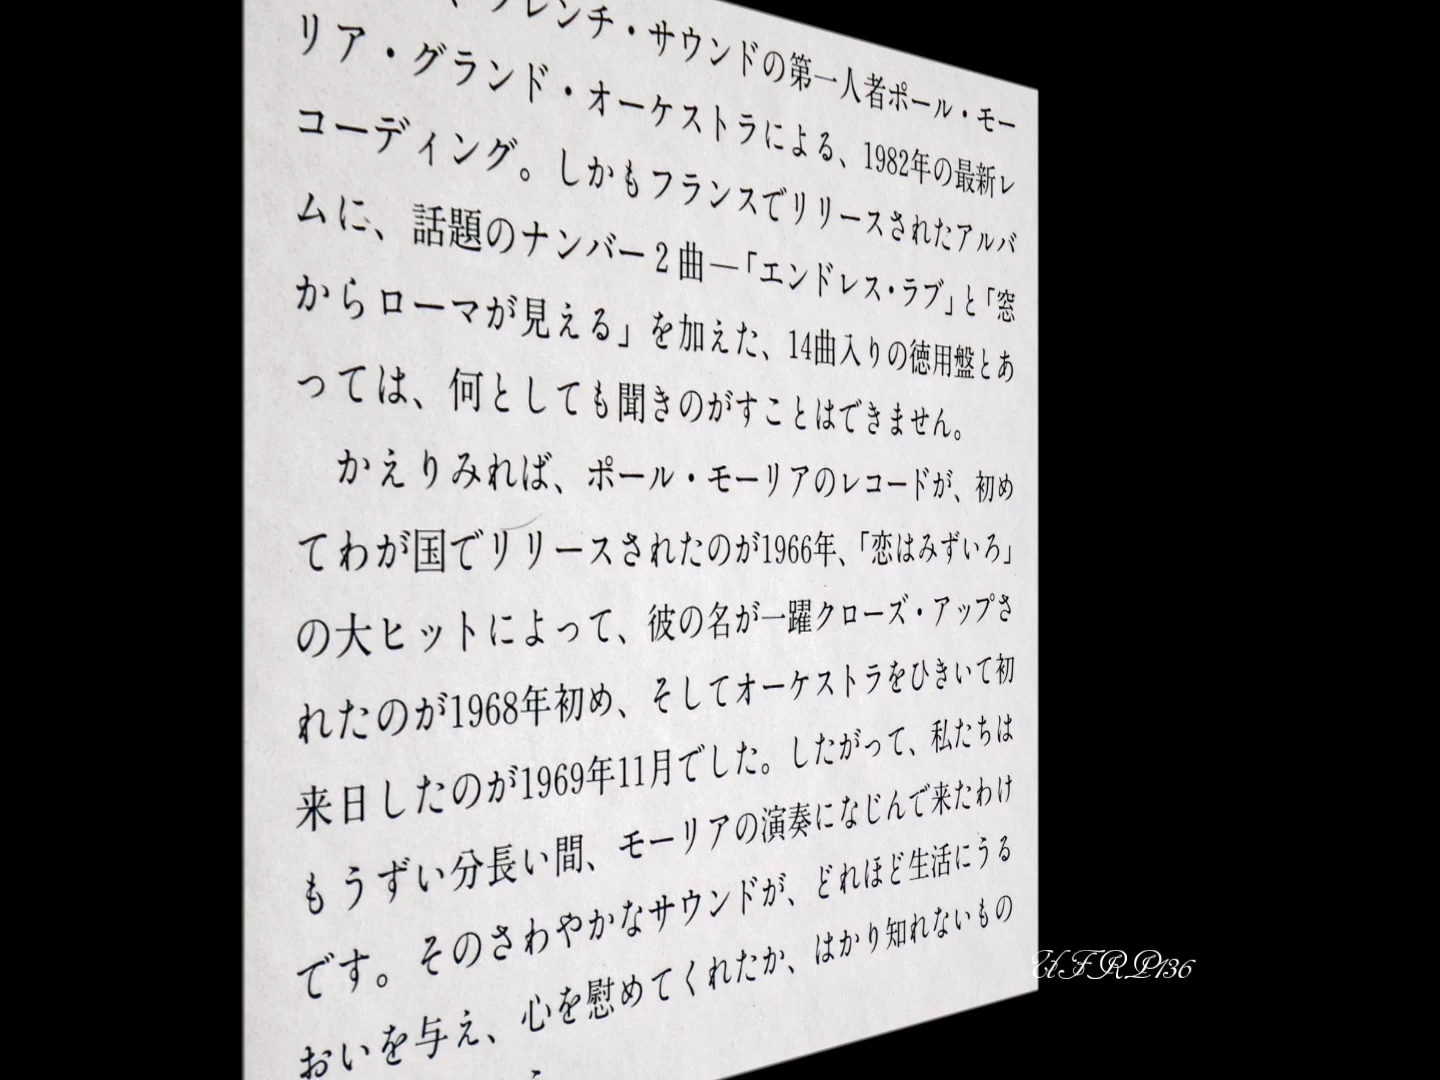 フレンチ・サウンドの第一人者ポール・モー
リア・グランド・オーケストラによる、1982年の最新レ
コーディング。しかもフランスでリリースされたアルバ
ムに、話題のナンバー2曲―「エンドレス・ラブ」と「窓
からローマが見える」を加えた、14曲入りの徳用盤とあ
っては、何としても聞きのがすことはできません。
かえりみれば、ポール・モーリアのレコードが、初め
てわが国でリリースされたのが1966年、「恋はみずいろ」
の大ヒットによって、彼の名が一躍クローズ・アップさ
れたのが1968年初め、そしてオーケストラをひきいて初
来日したのが1969年11月でした。したがって、私たちは
もうずい分長い間、モーリアの演奏になじんで来たわけ
です。そのさわやかなサウンドが、どれほど生活にうる
おいを与え、心を慰めてくれたか、はかり知れないもの
UFRP136